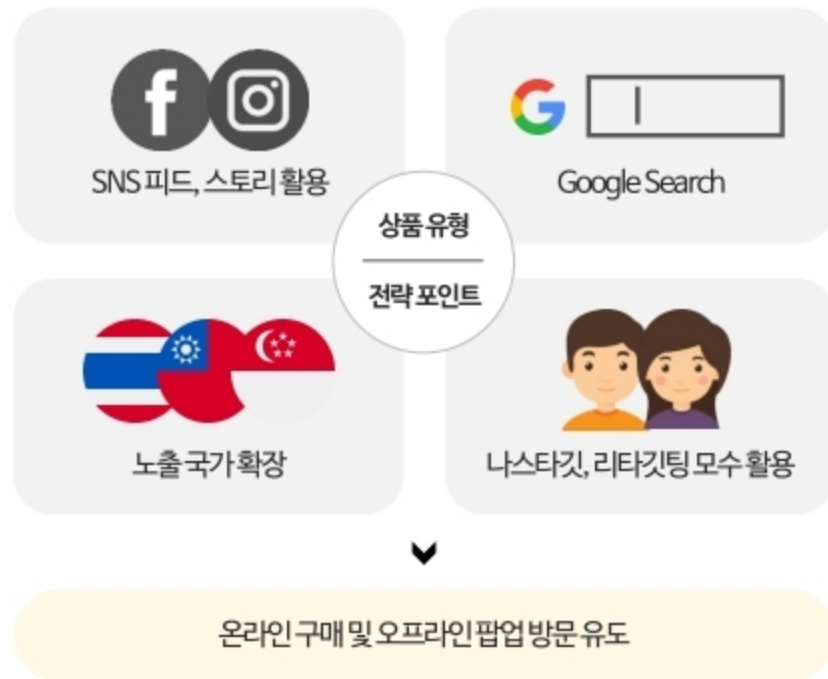 SNS 피드, 스토리 활용
Google Search
상품 유형
전략 포인트
노출 국가 확장
나스타깃, 리타깃팅 모수 활용
온라인 구매 및 오프라인 팝업 방문 유도